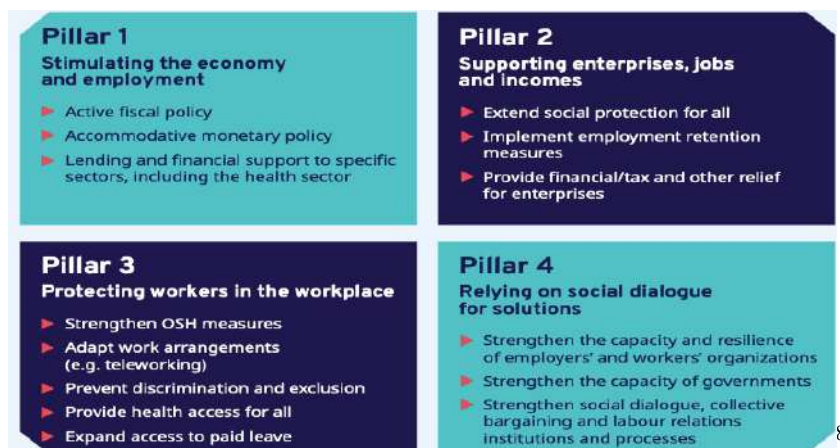 Pillar 1
Stimulating the economy
and employment
► Active fiscal policy
► Accommodative monetary policy
► Lending and financial support to specific
sectors, including the health sector
Pillar 2
Supporting enterprises, jobs
and incomes
► Extend social protection for all
► Implement employment retention
measures
► Provide financial/tax and other relief
for enterprises
Pillar 3
Protecting workers in the workplace
► Strengthen OSH measures
► Adapt work arrangements
(e.g. teleworking)
► Prevent discrimination and exclusion
► Provide health access for all
► Expand access to paid leave
Pillar 4
Relying on social dialogue
for solutions
► Strengthen the capacity and resilience
of employers' and workers' organizations
► Strengthen the capacity of governments
► Strengthen social dialogue, collective
bargaining and labour relations
institutions and processes